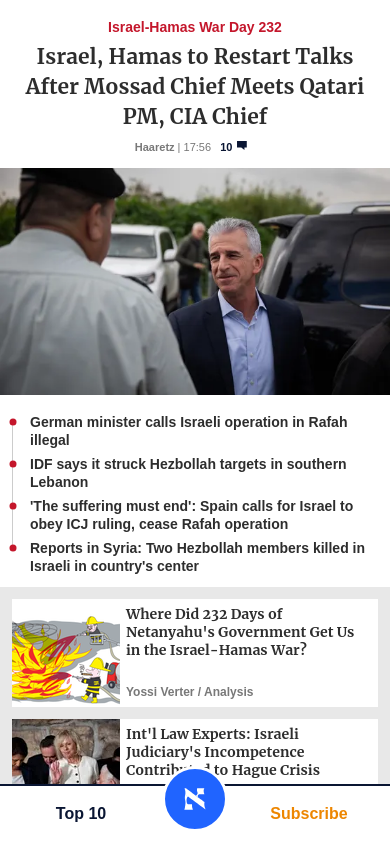 Israel-Hamas War Day 232
Israel, Hamas to Restart Talks
After Mossad Chief Meets Qatari
PM, CIA Chief
Haaretz | 17:56 10
German minister calls Israeli operation in Rafah
illegal
IDF says it struck Hezbollah targets in southern
Lebanon
'The suffering must end': Spain calls for Israel to
obey ICJ ruling, cease Rafah operation
Reports in Syria: Two Hezbollah members killed in
Israeli in country's center
Where Did 232 Days of
Netanyahu's Government Get Us
in the Israel-Hamas War?
Yossi Verter / Analysis
Int'l Law Experts: Israeli
Judiciary's Incompetence
Contributed to Hague Crisis
Top 10
Subscribe